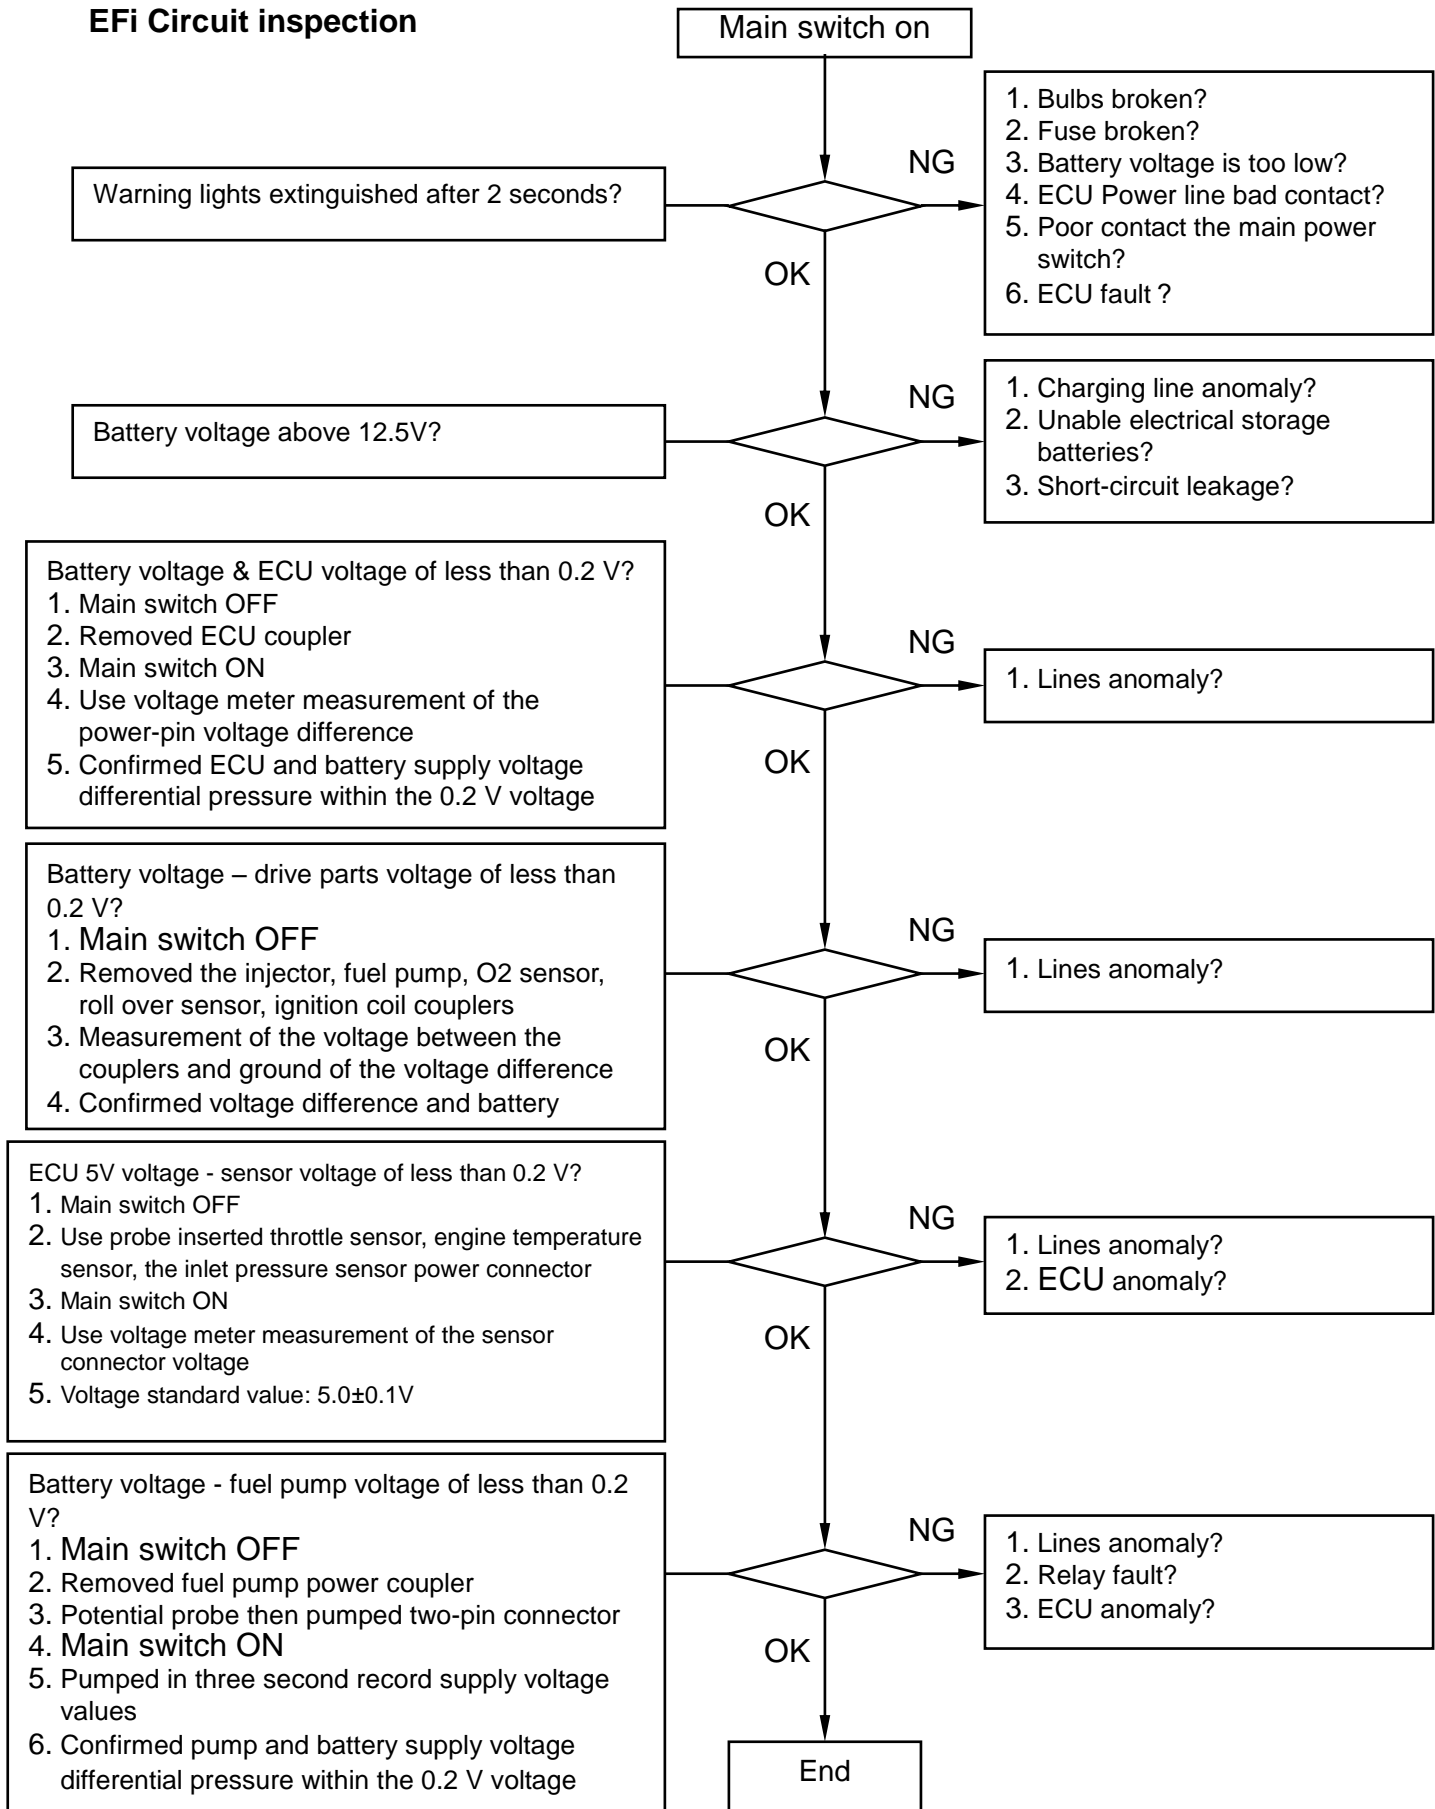 EFi Circuit inspection
Main switch on
Warning lights extinguished after 2 seconds?
NG
1. Bulbs broken?
2. Fuse broken?
3. Battery voltage is too low?
4. ECU Power line bad contact?
5. Poor contact the main power
switch?
6. ECU fault ?
OK
Battery voltage above 12.5V?
NG
1. Charging line anomaly?
2. Unable electrical storage
batteries?
3. Short-circuit leakage?
OK
Battery voltage & ECU voltage of less than 0.2 V?
1. Main switch OFF
2. Removed ECU coupler
3. Main switch ON
4. Use voltage meter measurement of the
power-pin voltage difference
5. Confirmed ECU and battery supply voltage
differential pressure within the 0.2 V voltage
NG
1. Lines anomaly?
OK
Battery voltage – drive parts voltage of less than
0.2 V?
1. Main switch OFF
2. Removed the injector, fuel pump, O2 sensor,
roll over sensor, ignition coil couplers
3. Measurement of the voltage between the
couplers and ground of the voltage difference
4. Confirmed voltage difference and battery
NG
1. Lines anomaly?
OK
ECU 5V voltage - sensor voltage of less than 0.2 V?
1. Main switch OFF
2. Use probe inserted throttle sensor, engine temperature
sensor, the inlet pressure sensor power connector
3. Main switch ON
4. Use voltage meter measurement of the sensor
connector voltage
5. Voltage standard value: 5.0±0.1V
NG
1. Lines anomaly?
2. ECU anomaly?
OK
Battery voltage - fuel pump voltage of less than 0.2
V?
1. Main switch OFF
2. Removed fuel pump power coupler
3. Potential probe then pumped two-pin connector
4. Main switch ON
5. Pumped in three second record supply voltage
values
6. Confirmed pump and battery supply voltage
differential pressure within the 0.2 V voltage
NG
1. Lines anomaly?
2. Relay fault?
3. ECU anomaly?
OK
End